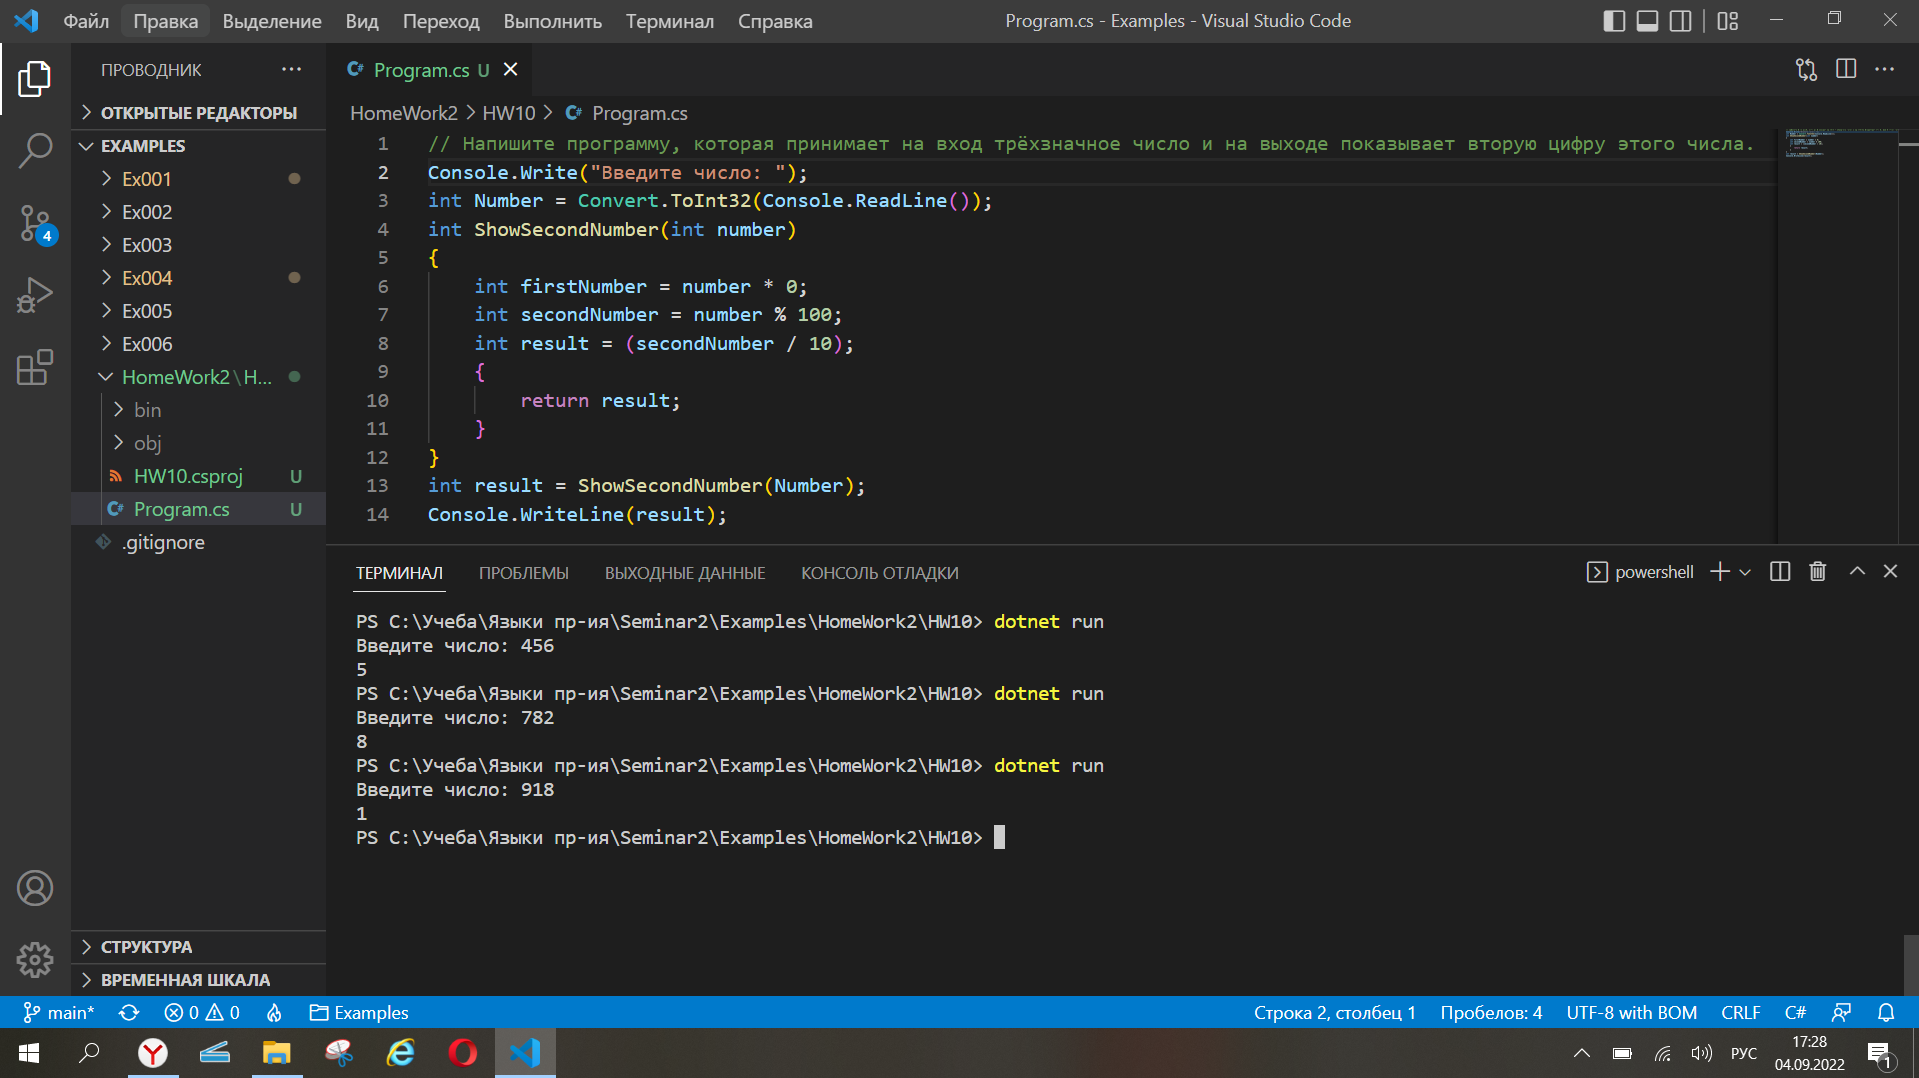 Файл Правка Выделение Вид Переход Выполнить Терминал Справка
Program.cs - Examples - Visual Studio Code
ПРОВОДНИК
Program.cs U
ОТКРЫТЫЕ РЕДАКТОРЫ
EXAMPLES
Ex001
Ex002
Ex003
Ex004
Ex005
Ex006
HomeWork2\H...
bin
obj
HW10.csproj U
Program.cs U
.gitignore
СТРУКТУРА
ВРЕМЕННАЯ ШКАЛА
4
HomeWork2 > HW10 > Program.cs
1 // Напишите программу, которая принимает на вход трёхзначное число и на выходе показывает вторую цифру этого числа.
2 Console.Write("Введите число: ");
3 int Number = Convert.ToInt32(Console.ReadLine());
4 int ShowSecondNumber(int number)
5 {
6 int firstNumber = number * 0;
7 int secondNumber = number % 100;
8 int result = (secondNumber / 10);
9 {
10 return result;
11 }
12 }
13 int result = ShowSecondNumber(Number);
14 Console.WriteLine(result);
ТЕРМИНАЛ ПРОБЛЕМЫ ВЫХОДНЫЕ ДАННЫЕ КОНСОЛЬ ОТЛАДКИ
powershell
PS C:\Учеба\Языки пр-ия\Seminar2\Examples\HomeWork2\HW10> dotnet run
Введите число: 456
5
PS C:\Учеба\Языки пр-ия\Seminar2\Examples\HomeWork2\HW10> dotnet run
Введите число: 782
8
PS C:\Учеба\Языки пр-ия\Seminar2\Examples\HomeWork2\HW10> dotnet run
Введите число: 918
1
PS C:\Учеба\Языки пр-ия\Seminar2\Examples\HomeWork2\HW10>
main* 0 0 Examples
Строка 2, столбец 1 Пробелов: 4 UTF-8 with BOM CRLF C#
РУС
17:28
04.09.2022
1